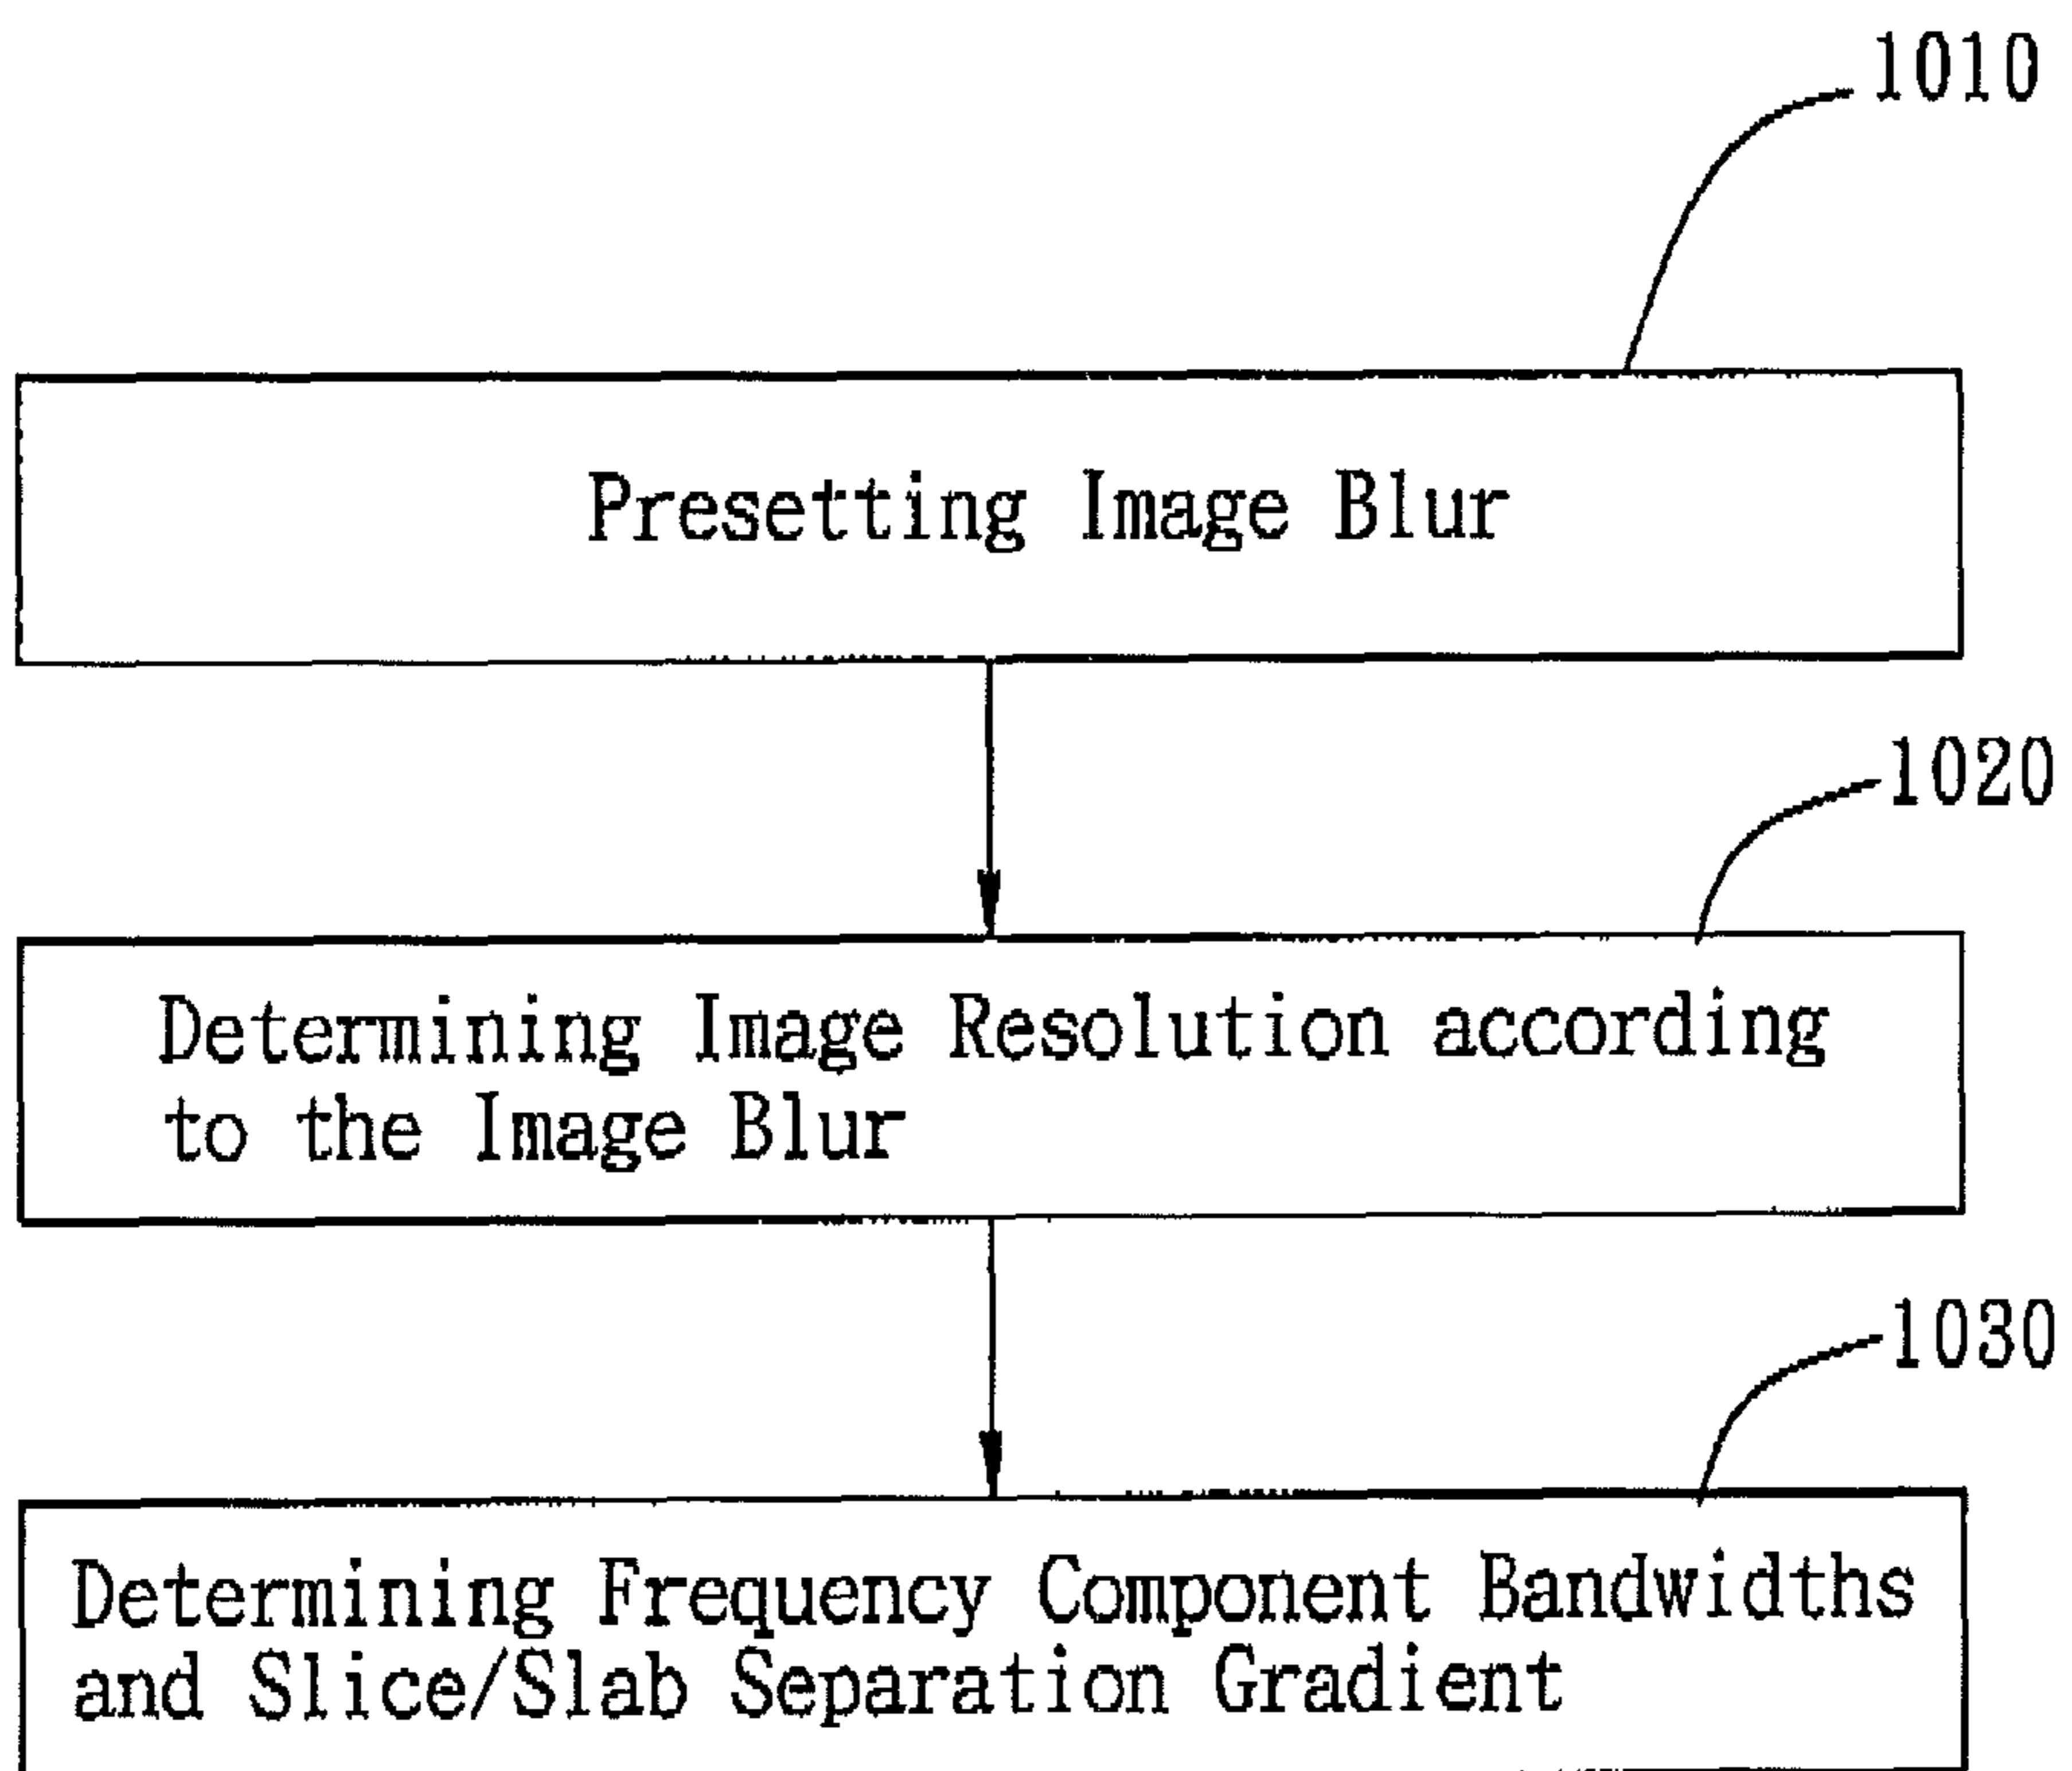 1010
Presetting Image Blur
1020
Determining Image Resolution according
to the Image Blur
1030
Determining Frequency Component Bandwidths
and Slice/Slab Separation Gradient